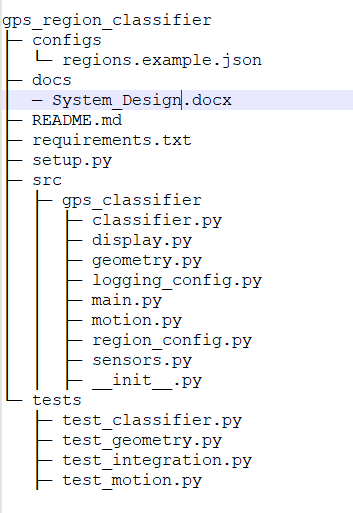 gps_region_classifier
├─ configs
│  └─ regions.example.json
├─ docs
│  ─ System_Design.docx
├─ README.md
├─ requirements.txt
├─ setup.py
├─ src
│  ├─ gps_classifier
│  │  ├─ classifier.py
│  │  ├─ display.py
│  │  ├─ geometry.py
│  │  ├─ logging_config.py
│  │  ├─ main.py
│  │  ├─ motion.py
│  │  ├─ region_config.py
│  │  ├─ sensors.py
│  │  ├─ __init__.py
└─ tests
   ├─ test_classifier.py
   ├─ test_geometry.py
   ├─ test_integration.py
   ├─ test_motion.py